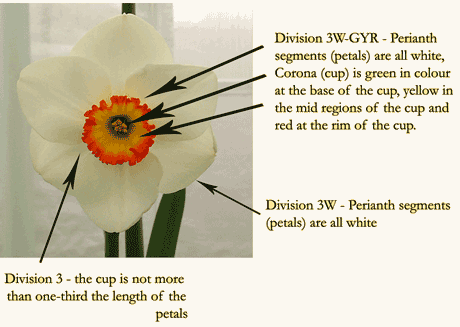 Division 3W-GYR - Perianth
segments (petals) are all white,
Corona (cup) is green in colour
at the base of the cup, yellow in
the mid regions of the cup and
red at the rim of the cup.
Division 3W - Perianth segments
(petals) are all white
Division 3 - the cup is not more
than one-third the length of the
petals